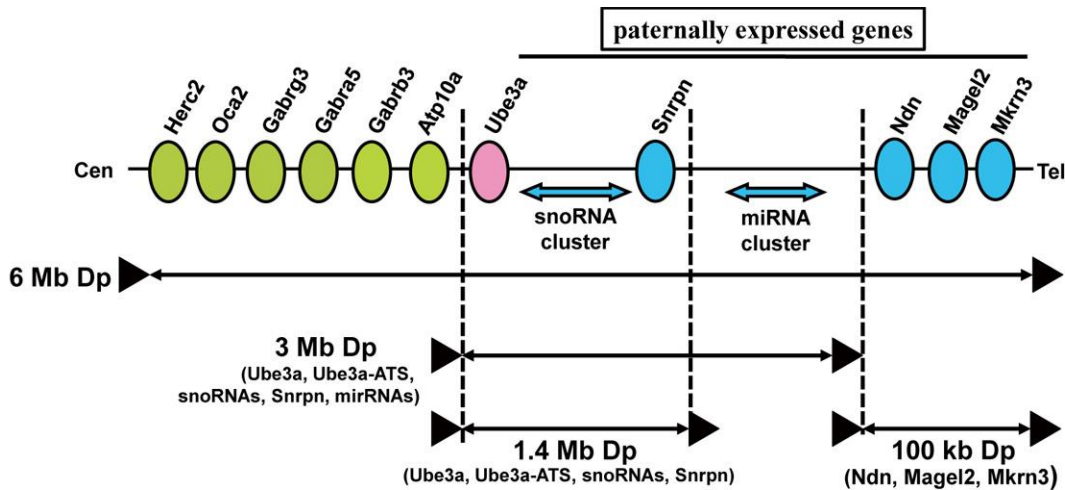 paternally expressed genes
Herc2
Oca2
Gabrg3
Gabra5
Gabrb3
Atp10a
Ube3a
Snrpn
Ndn
Magel2
Mkrn3
Cen
Tel
snoRNA
cluster
miRNA
cluster
6 Mb Dp
3 Mb Dp
(Ube3a, Ube3a-ATS,
snoRNAs, Snrpn, mirRNAs)
1.4 Mb Dp
(Ube3a, Ube3a-ATS, snoRNAs, Snrpn)
100 kb Dp
(Ndn, Magel2, Mkrn3)